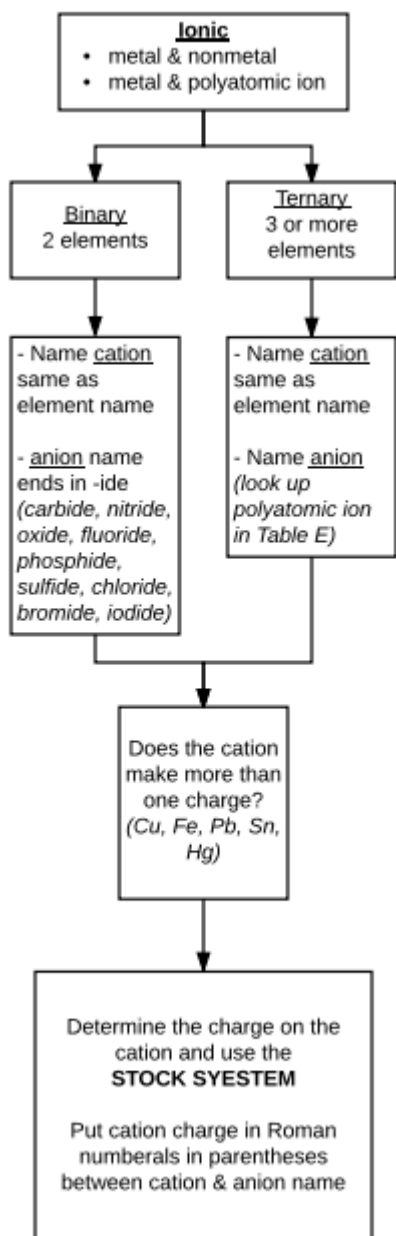 Ionic
• metal & nonmetal
• metal & polyatomic ion
Binary
2 elements
Ternary
3 or more
elements
- Name cation
same as
element name
- anion name
ends in -ide
(carbide, nitride,
oxide, fluoride,
phosphide,
sulfide, chloride,
bromide, iodide)
- Name cation
same as
element name
- Name anion
(look up
polyatomic ion
in Table E)
Does the cation
make more than
one charge?
(Cu, Fe, Pb, Sn,
Hg)
Determine the charge on the
cation and use the
STOCK SYESTEM
Put cation charge in Roman
numberals in parentheses
between cation & anion name